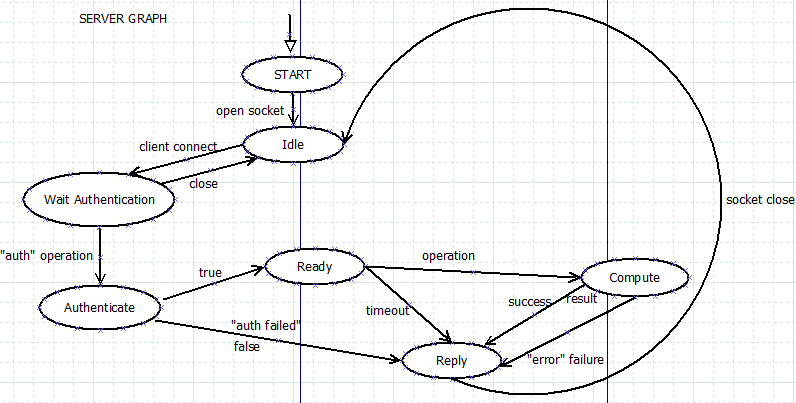 SERVER GRAPH
START
open socket
Idle
client connect
close
Wait Authentication
socket close
"auth" operation
true
Ready
operation
Compute
Authenticate
timeout
success
result
"auth failed"
false
Reply
"error" failure